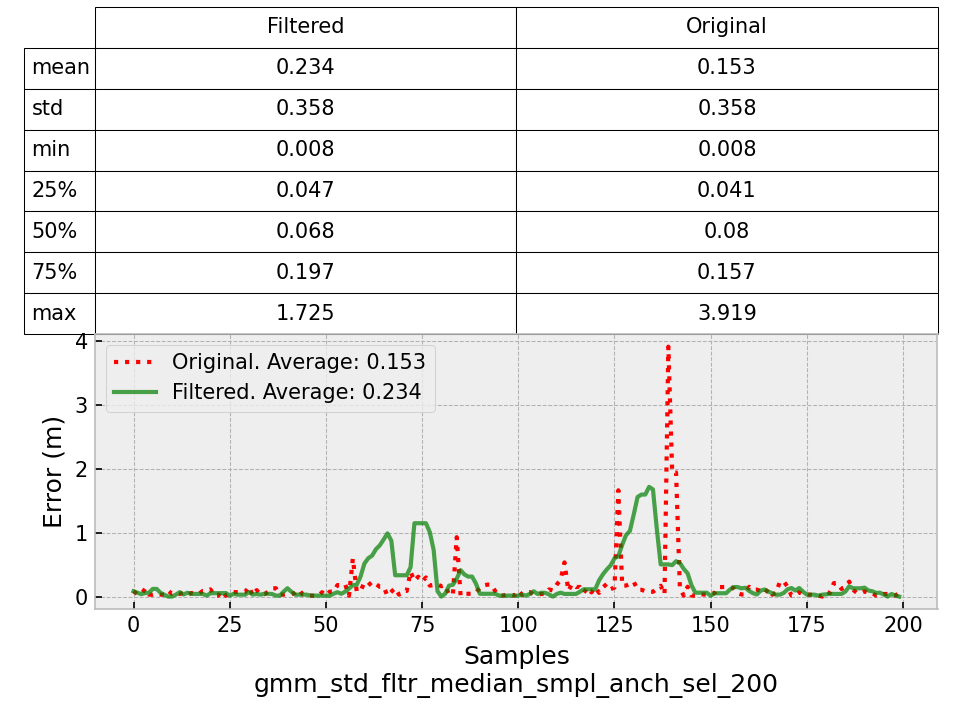 Filtered Original
mean 0.234 0.153
std 0.358 0.358
min 0.008 0.008
25% 0.047 0.041
50% 0.068 0.08
75% 0.197 0.157
max 1.725 3.919
Original. Average: 0.153
Filtered. Average: 0.234
Error (m)
4
3
2
1
0
0 25 50 75 100 125 150 175 200
Samples
gmm_std_fltr_median_smpl_anch_sel_200